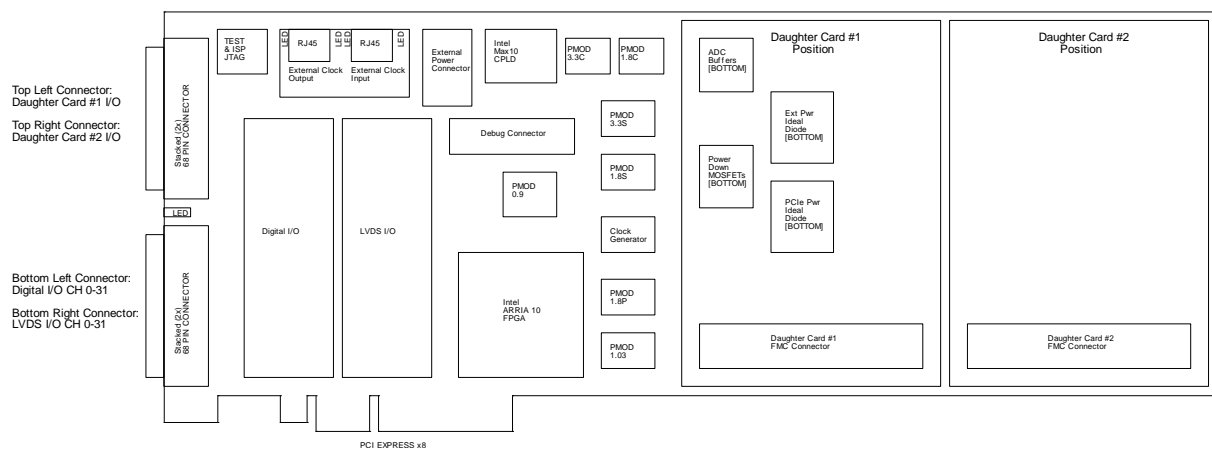 Top Left Connector:
Daughter Card #1 I/O
Top Right Connector:
Daughter Card #2 I/O
Stacked (2x)
68 PIN CONNECTOR
LED
Bottom Left Connector:
Digital I/O CH 0-31
Bottom Right Connector:
LVDS I/O CH 0-31
Stacked (2x)
68 PIN CONNECTOR
TEST
& ISP
JTAG
LED
RJ45
LED
LED
RJ45
LED
External Clock
Output
External Clock
Input
External
Power
Connector
Intel
Max10
CPLD
PMOD
3.3C
PMOD
1.8C
Digital I/O
LVDS I/O
Debug Connector
PMOD
0.9
PMOD
3.3S
PMOD
1.8S
Clock
Generator
Intel
ARRIA 10
FPGA
PMOD
1.8P
PMOD
1.03
Daughter Card #1
Position
ADC
Buffers
[BOTTOM]
Ext Pwr
Ideal
Diode
[BOTTOM]
Power
Down
MOSFETs
[BOTTOM]
PCIe Pwr
Ideal
Diode
[BOTTOM]
Daughter Card #1
FMC Connector
Daughter Card #2
Position
Daughter Card #2
FMC Connector
PCI EXPRESS x8